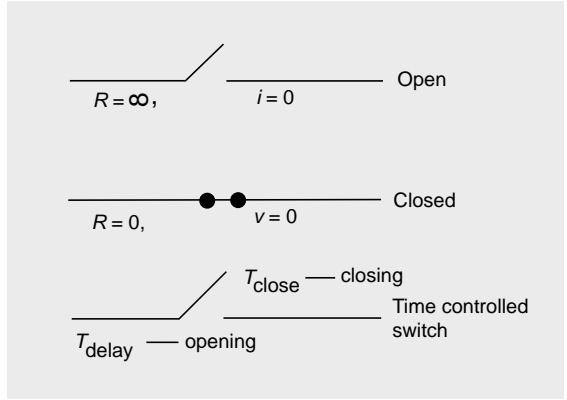 Open
R = ∞, i = 0
Closed
R = 0, v = 0
T_close — closing
Time controlled
switch
T_delay — opening